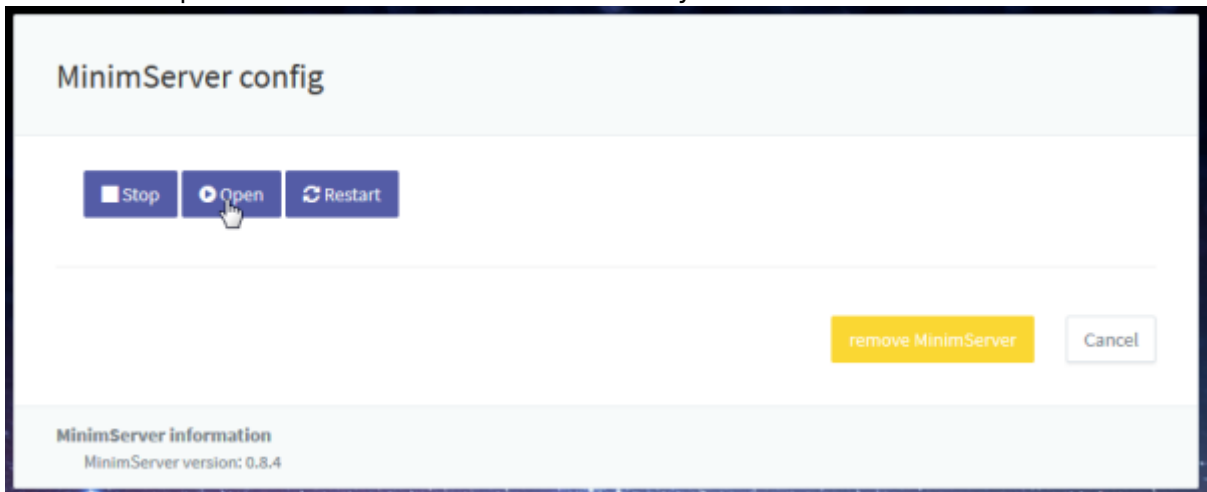 MinimServer config
Stop Open Restart
remove MinimServer Cancel
MinimServer information
MinimServer version: 0.8.4